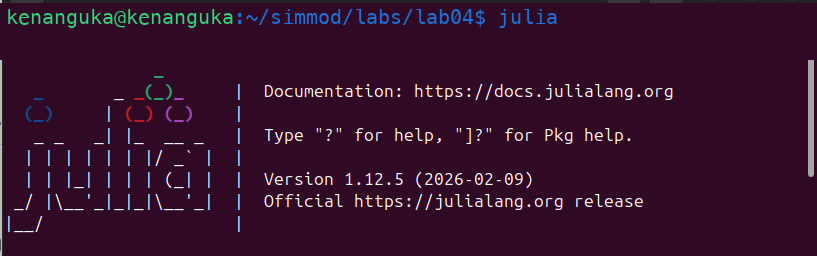 kenanguka@kenanguka:~/simmod/labs/lab04$ julia
               _
   _       _ _(_)_     |  Documentation: https://docs.julialang.org
  (_)     | (_) (_)    |
   _ _   _| |_  __ _   |  Type "?" for help, "]?" for Pkg help.
  | | | | | | |/ _` |  |
  | | |_| | | | (_| |  |  Version 1.12.5 (2026-02-09)
 _/ |\__'_|_|_|\__'_|  |  Official https://julialang.org release
|__/                   |